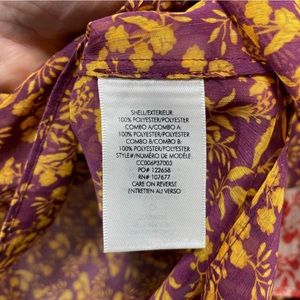 SHELL/EXTERIEUR:
100% POLYESTER/POLYESTER
COMBO A/COMBO A:
100% POLYESTER/POLYESTER
COMBO B/COMBO B:
100% POLYESTER/POLYESTER
STYLE#/NUMÉRO DE MODÈLE:
CC006P37003
PO# 122658
RN# 107677
CARE ON REVERSE
ENTRETIEN AU VERSO